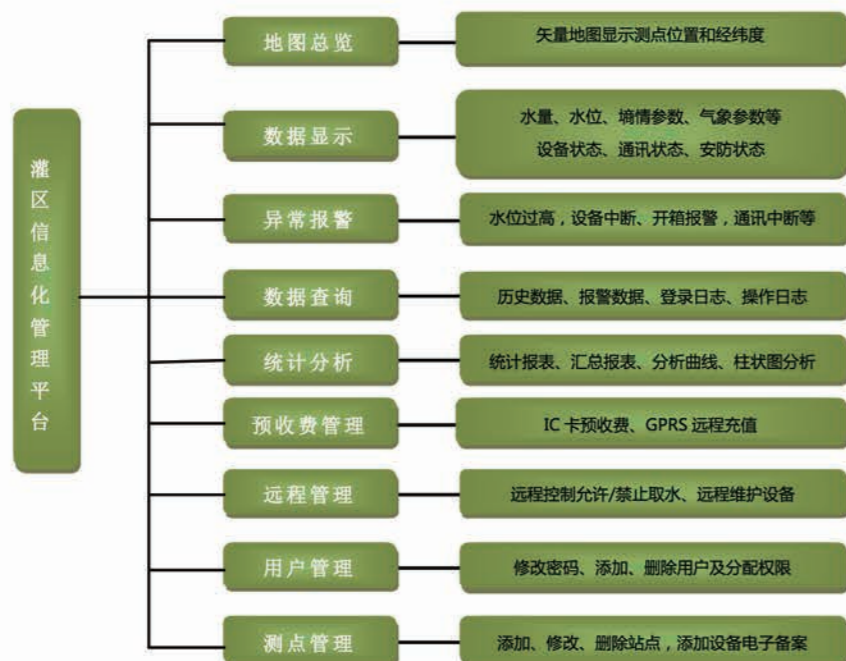 灌区信息化管理平台
地图总览
矢量地图显示测点位置和经纬度
数据显示
水量、水位、墒情参数、气象参数等
设备状态、通讯状态、安防状态
异常报警
水位过高，设备中断、开箱报警，通讯中断等
数据查询
历史数据、报警数据、登录日志、操作日志
统计分析
统计报表、汇总报表、分析曲线、柱状图分析
预收费管理
IC 卡预收费、GPRS 远程充值
远程管理
远程控制允许/禁止取水、远程维护设备
用户管理
修改密码、添加、删除用户及分配权限
测点管理
添加、修改、删除站点，添加设备电子备案